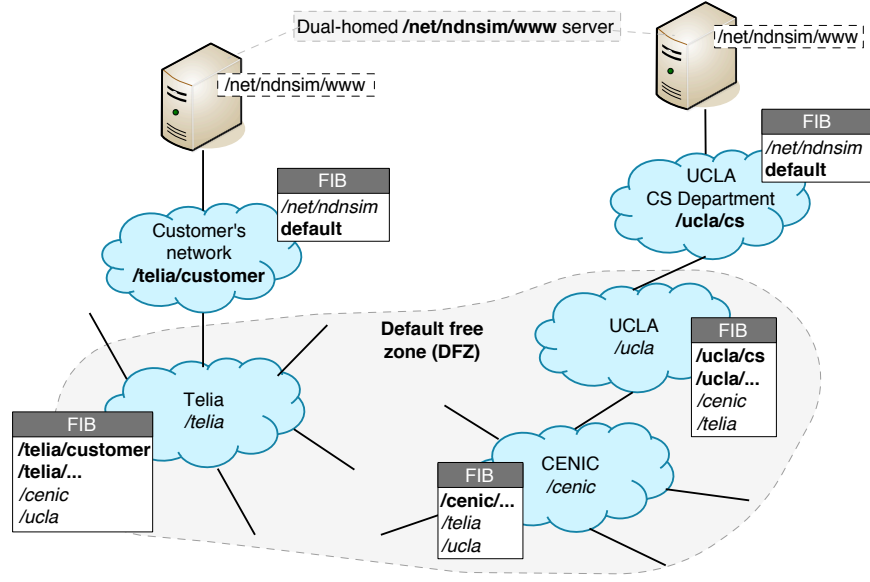 Dual-homed /net/ndnsim/www server
/net/ndnsim/www
/net/ndnsim/www
FIB
/net/ndnsim
default
UCLA
CS Department
/ucla/cs
FIB
/net/ndnsim
default
Customer's
network
/telia/customer
Default free
zone (DFZ)
UCLA
/ucla
FIB
/ucla/cs
/ucla/...
/cenic
/telia
Telia
/telia
FIB
/telia/customer
/telia/...
/cenic
/ucla
CENIC
/cenic
FIB
/cenic/...
/telia
/ucla